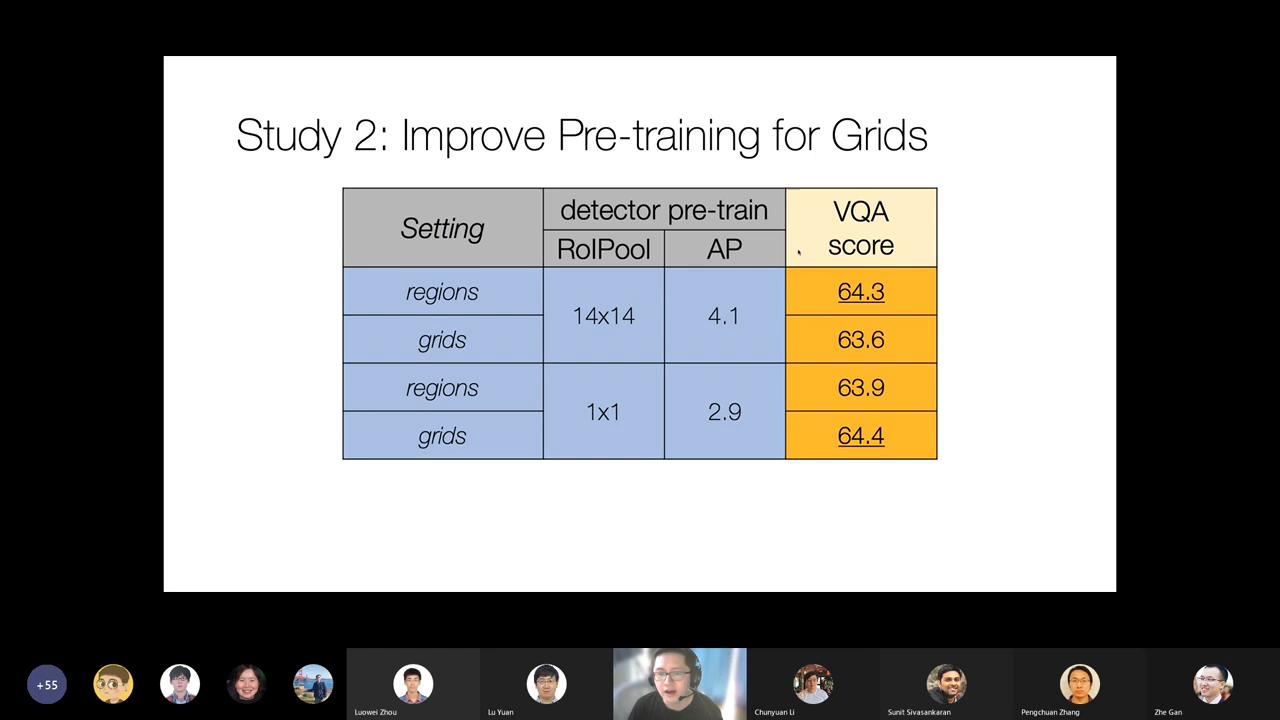 Study 2: Improve Pre-training for Grids
Setting
detector pre-train
VQA
score
RoIPool
AP
regions
14x14
4.1
64.3
grids
63.6
regions
1x1
2.9
63.9
grids
64.4
+55
Luowei Zhou
Lu Yuan
Chunyuan Li
Sunit Sivasankaran
Pengchuan Zhang
Zhe Gan